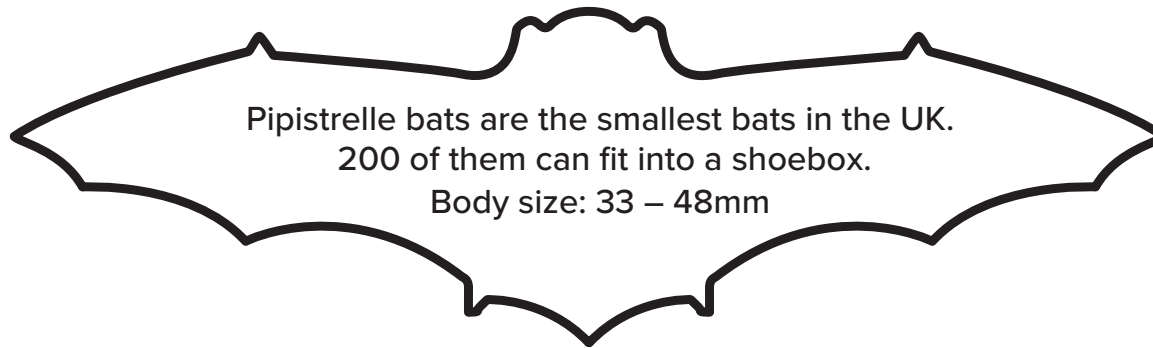 Pipistrelle bats are the smallest bats in the UK.
200 of them can fit into a shoebox.
Body size: 33 – 48mm